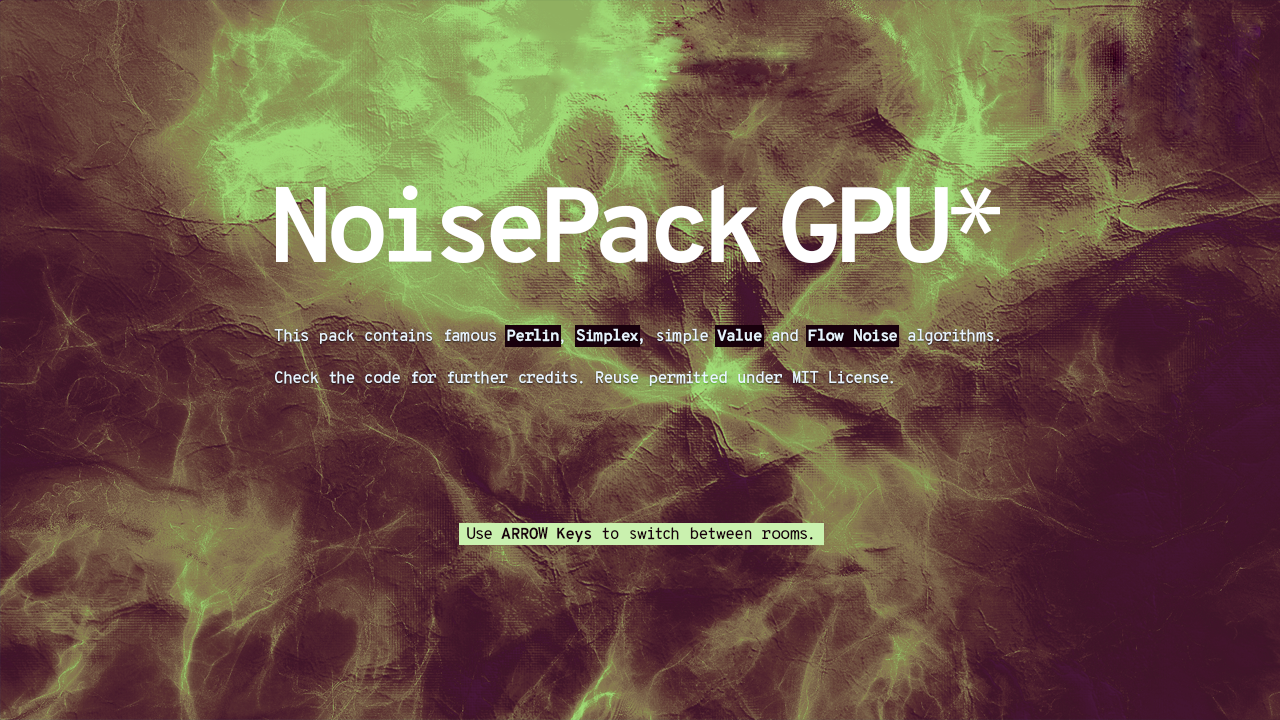 NoisePack GPU*
This pack contains famous Perlin, Simplex, simple Value and Flow Noise algorithms.
Check the code for further credits. Reuse permitted under MIT License.
Use ARROW Keys to switch between rooms.